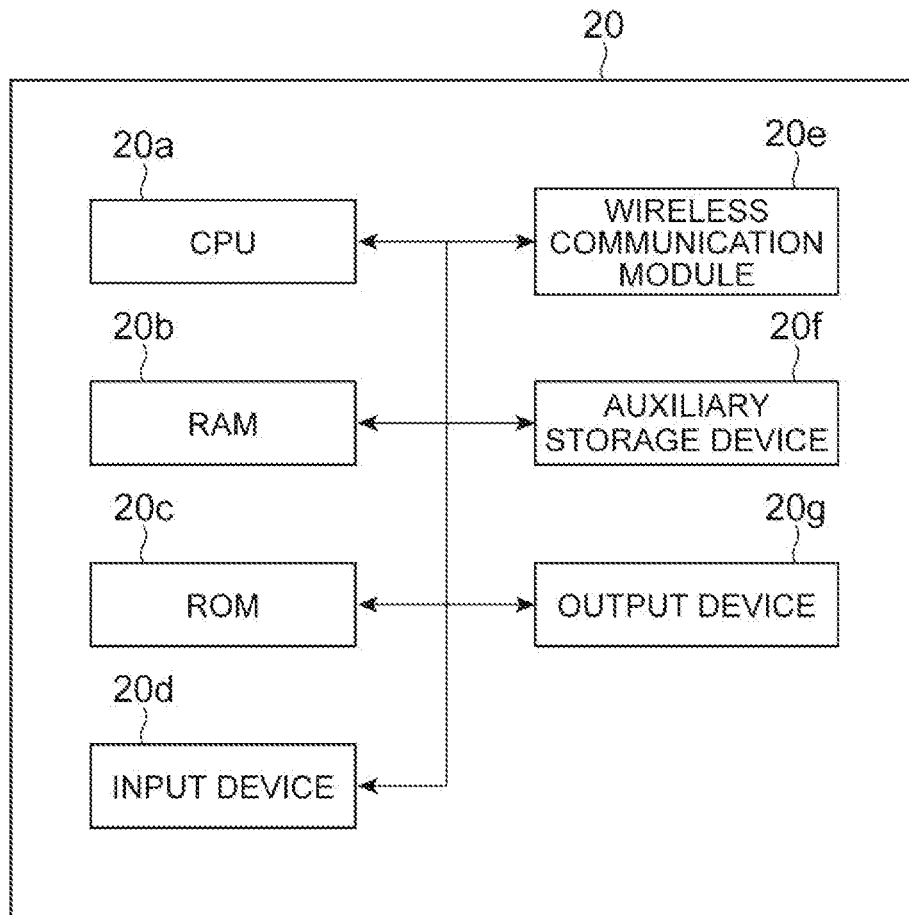 20
20a
CPU
20e
WIRELESS
COMMUNICATION
MODULE
20b
RAM
20f
AUXILIARY
STORAGE DEVICE
20c
ROM
20g
OUTPUT DEVICE
20d
INPUT DEVICE